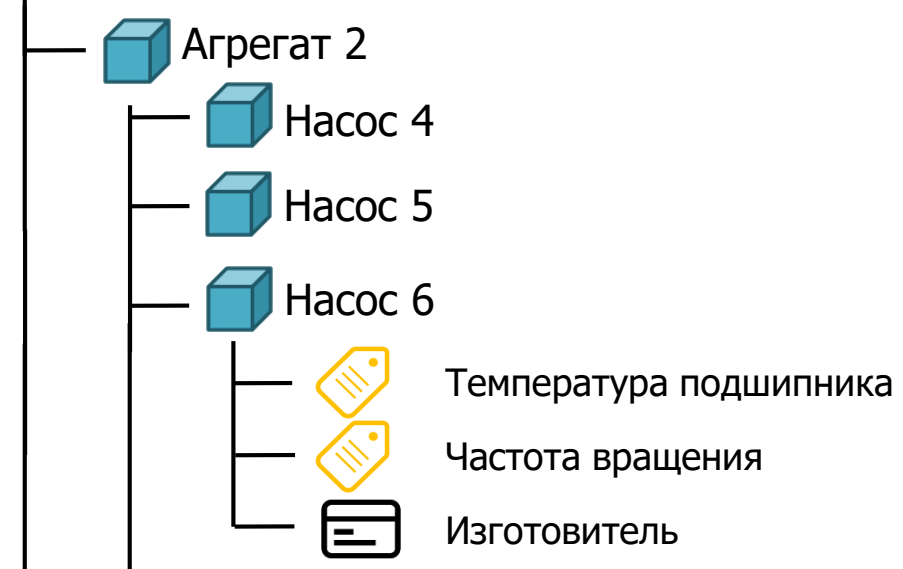 Агрегат 2
Насос 4
Насос 5
Насос 6
Температура подшипника
Частота вращения
Изготовитель